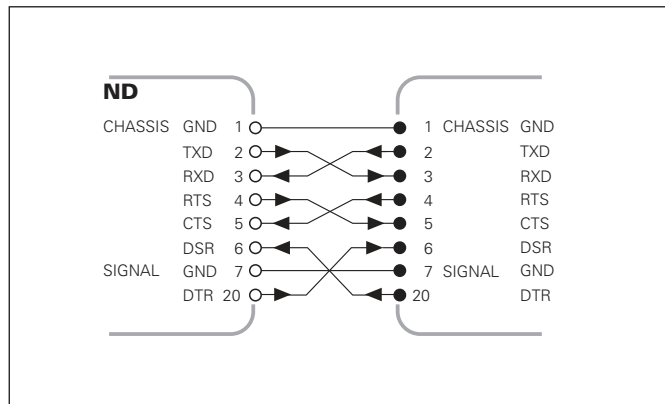 ND
CHASSIS GND 1 1 CHASSIS GND
TXD 2 2 TXD
RXD 3 3 RXD
RTS 4 4 RTS
CTS 5 5 CTS
DSR 6 6 DSR
SIGNAL GND 7 7 SIGNAL GND
DTR 20 20 DTR